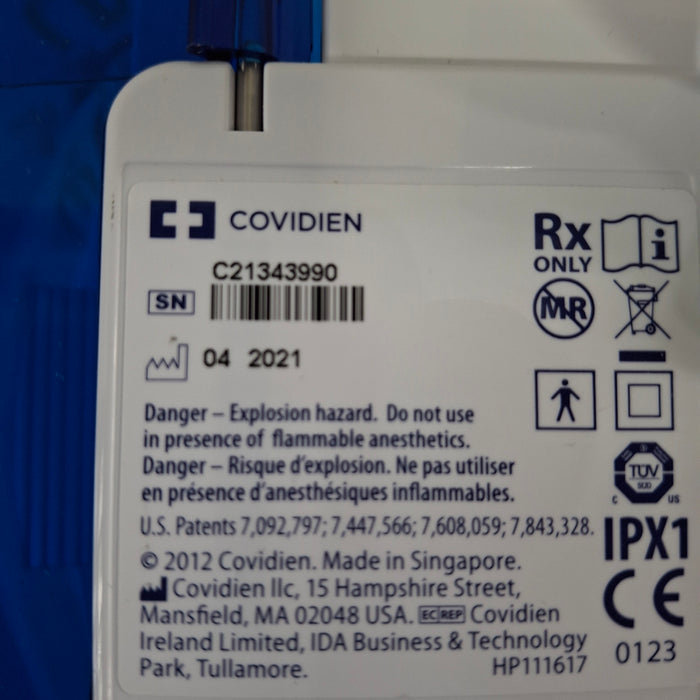 COVIDIEN
C21343990
SN
04 2021
Danger – Explosion hazard. Do not use
in presence of flammable anesthetics.
Danger – Risque d'explosion. Ne pas utiliser
en présence d'anesthésiques inflammables.
U.S. Patents 7,092,797; 7,447,566; 7,608,059; 7,843,328.
© 2012 Covidien. Made in Singapore.
Covidien llc, 15 Hampshire Street,
Mansfield, MA 02048 USA. EC REP Covidien
Ireland Limited, IDA Business & Technology
Park, Tullamore.
HP111617
Rx
ONLY
i
MR
TÜV
SÜD
C US
IPX1
CE
0123